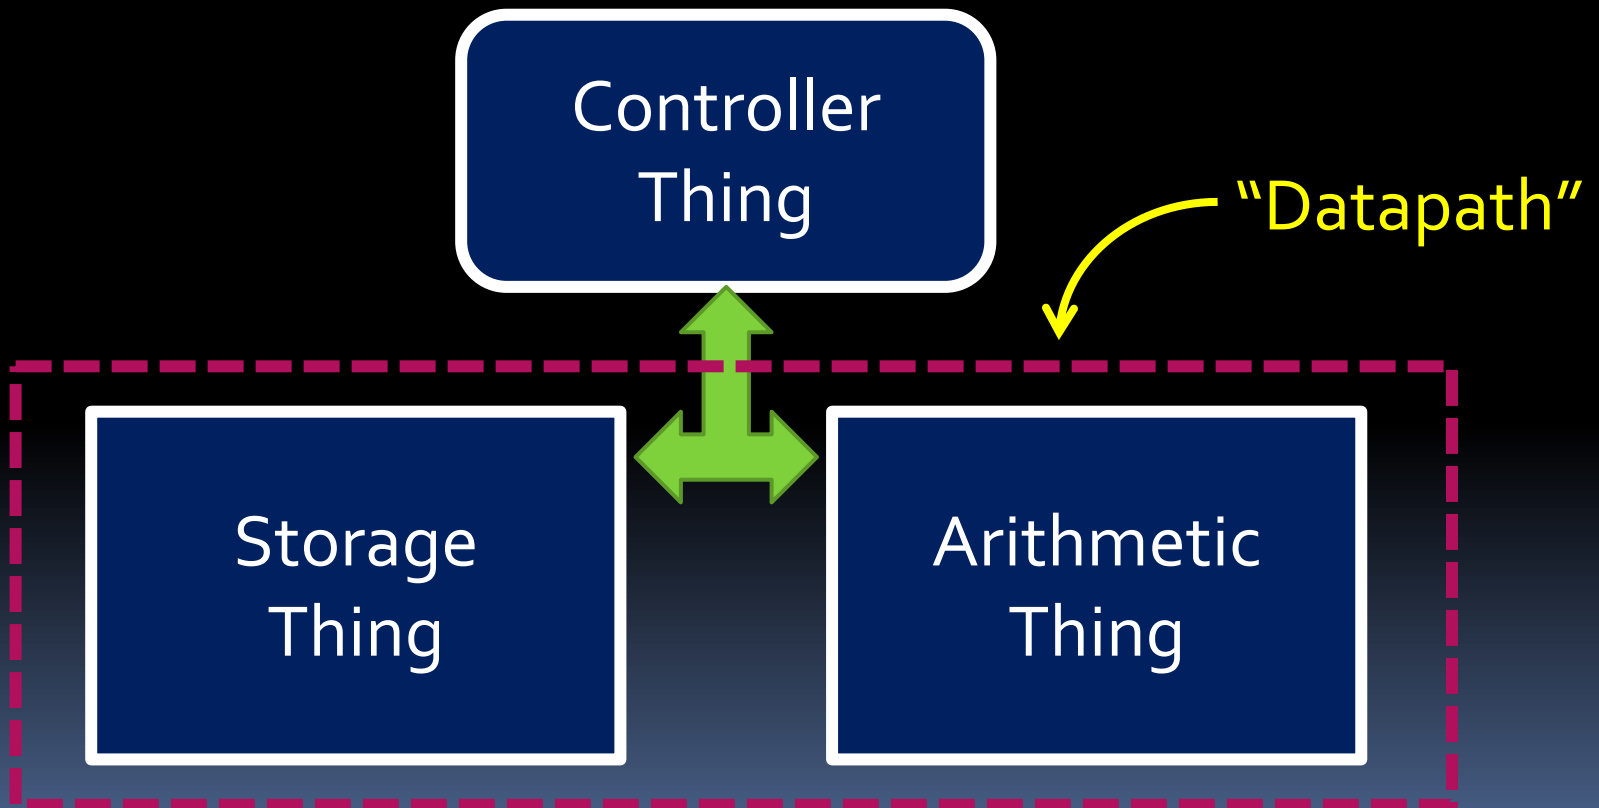 Controller
Thing
“Datapath”
Storage
Thing
Arithmetic
Thing